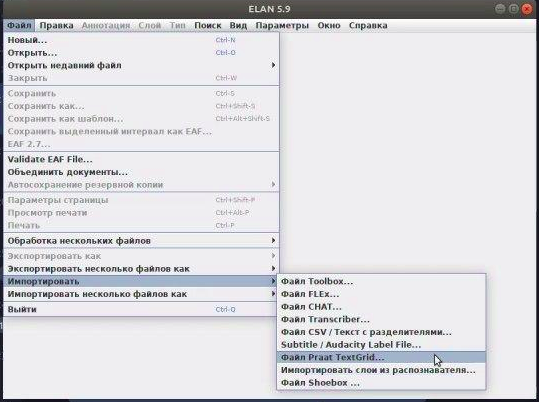 ELAN 5.9
Файл Правка Аннотация Слой Тип Поиск Вид Параметры Окно Справка
Новый... Ctrl-N
Открыть... Ctrl-O
Открыть недавний файл
Закрыть Ctrl-W
Сохранить Ctrl-S
Сохранить как... Ctrl+Shift-S
Сохранить как шаблон... Ctrl+Alt+Shift-S
Сохранить выделенный интервал как EAF...
EAF 2.7...
Validate EAF File...
Объединить документы...
Автосохранение резервной копии
Параметры страницы Ctrl+Shift-P
Просмотр печати Ctrl+Alt-P
Печать Ctrl-P
Обработка нескольких файлов
Экспортировать как
Экспортировать несколько файлов как
Импортировать
Импортировать несколько файлов как
Выйти Ctrl-Q
Файл Toolbox...
Файл FLEx...
Файл CHAT...
Файл Transcriber...
Файл CSV / Текст с разделителями...
Subtitle / Audacity Label File...
Файл Praat TextGrid...
Импортировать слои из распознавателя...
Файл Shoebox ...